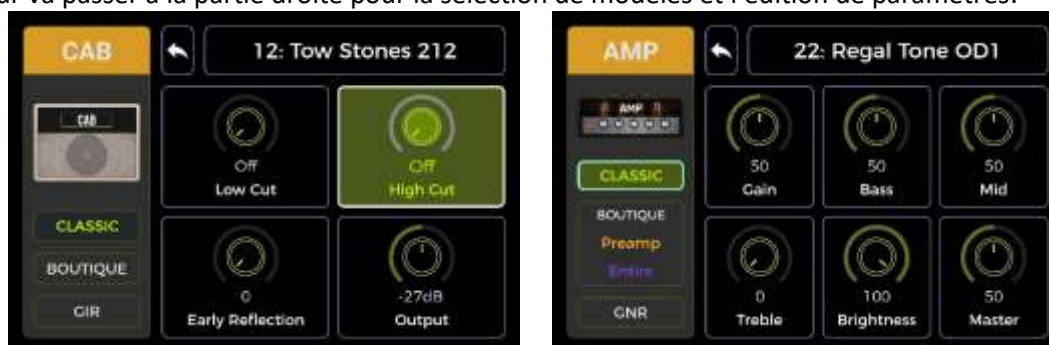 va passer à la partie droite pour la sélection de modèles et l'édition de paramètres.
CAB
12: Tow Stones 212
CAB
CLASSIC
BOUTIQUE
GIR
Off
Low Cut
Off
High Cut
0
Early Reflection
-27dB
Output
AMP
22: Regal Tone OD1
AMP
CLASSIC
BOUTIQUE
Preamp
Entire
GNR
50
Gain
50
Bass
50
Mid
0
Treble
100
Brightness
50
Master